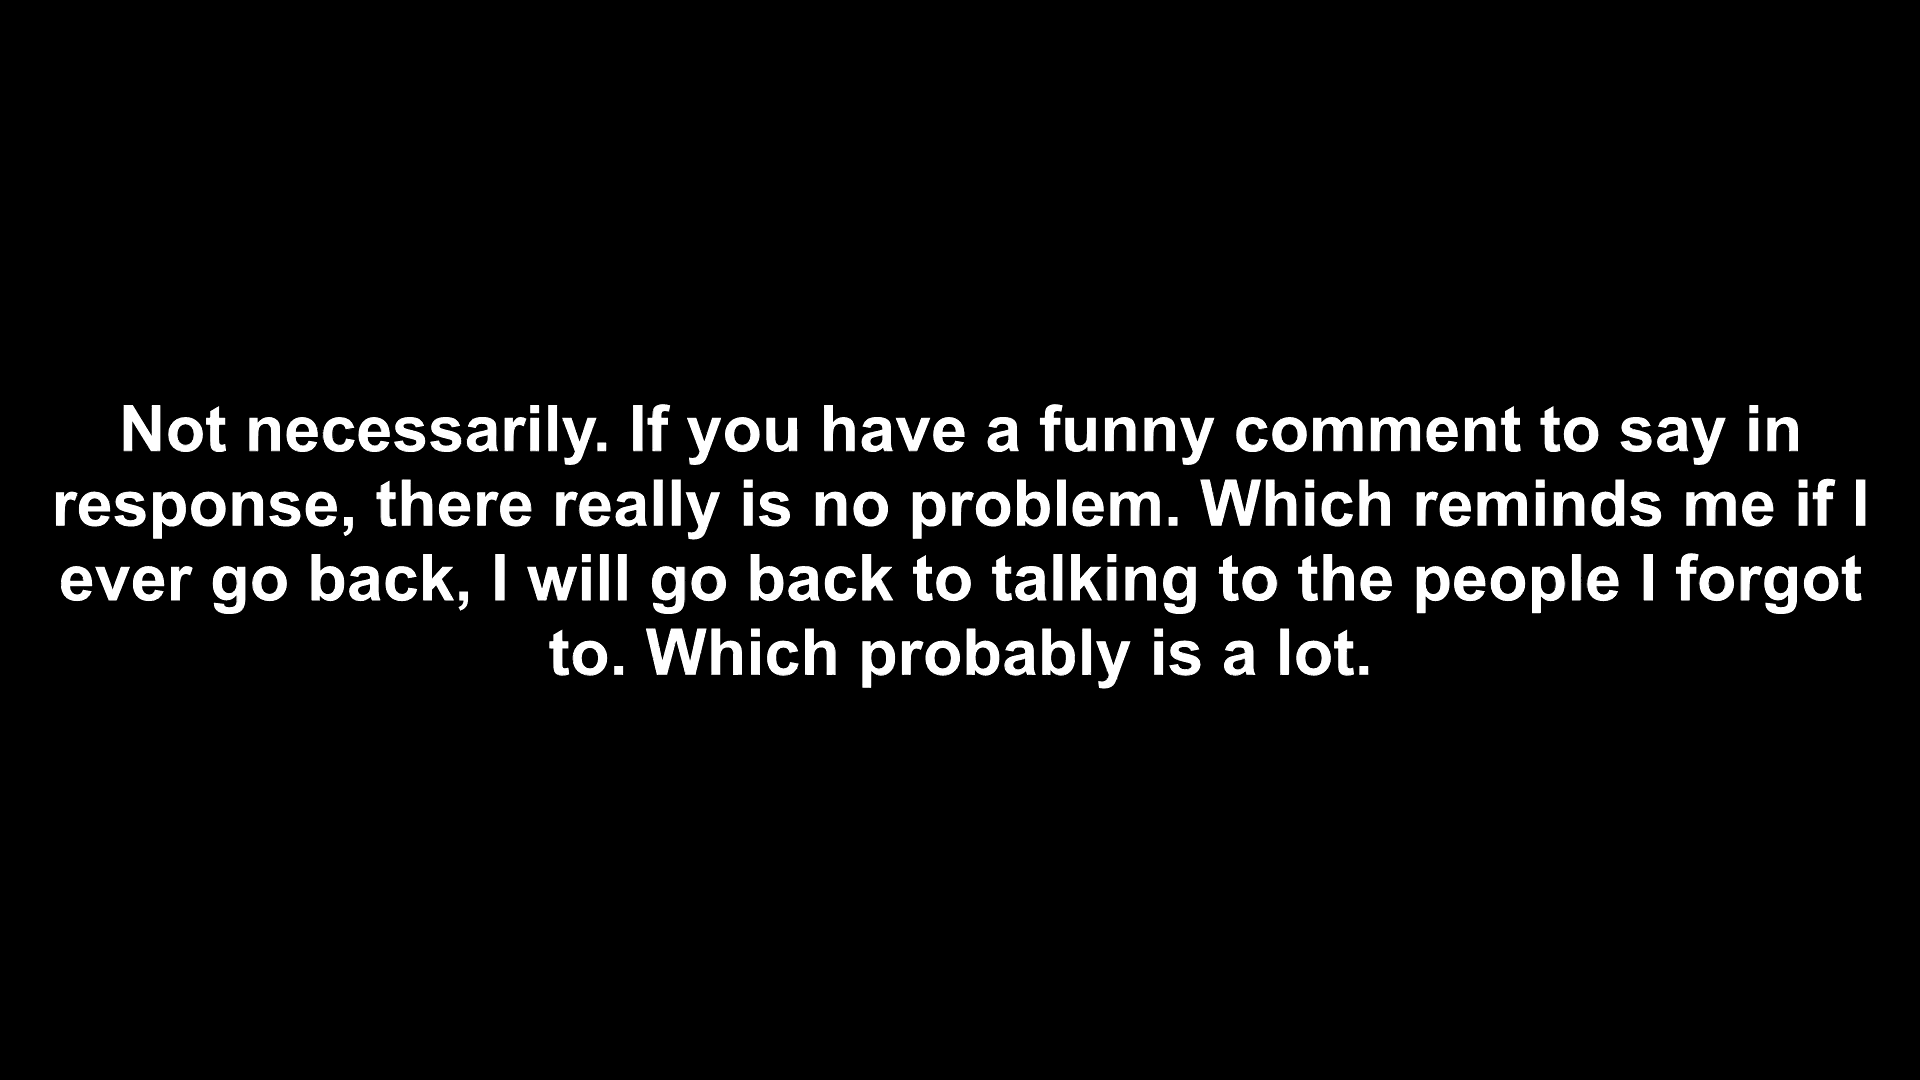 Not necessarily. If you have a funny comment to say in
response, there really is no problem. Which reminds me if I
ever go back, I will go back to talking to the people I forgot
to. Which probably is a lot.